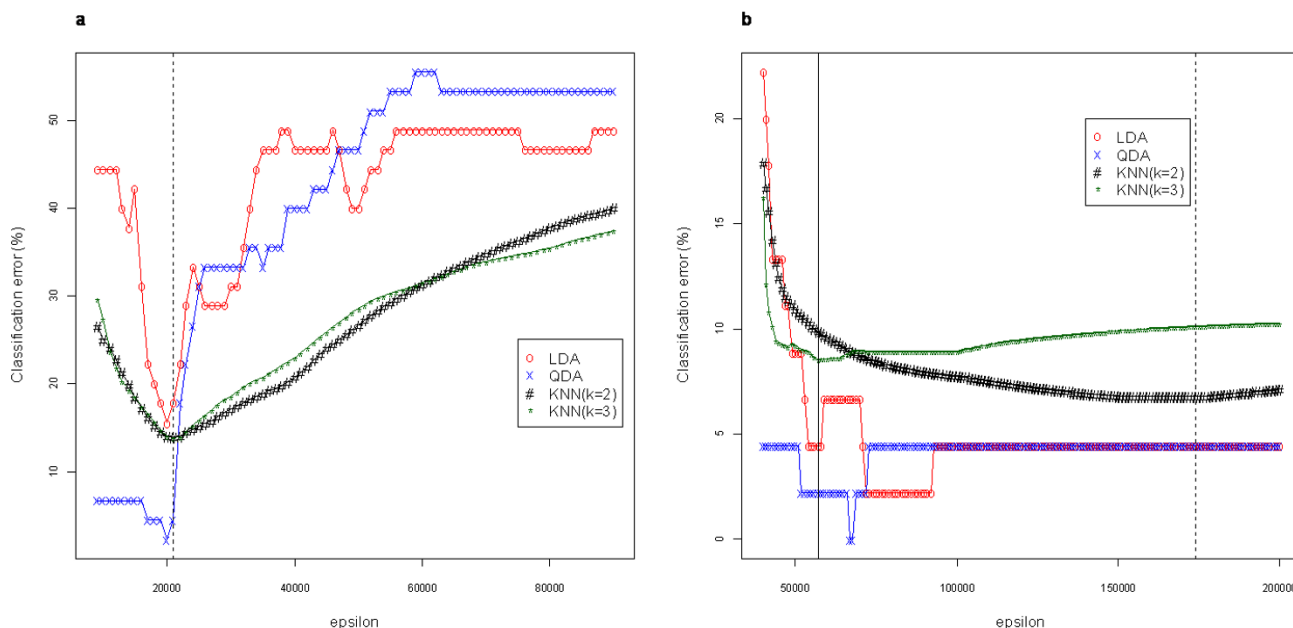 a
Classification error (%)
50
40
30
20
10
LDA
QDA
KNN(k=2)
KNN(k=3)
20000 40000 60000 80000
epsilon
b
Classification error (%)
20
15
10
5
0
LDA
QDA
KNN(k=2)
KNN(k=3)
50000 100000 150000 200000
epsilon